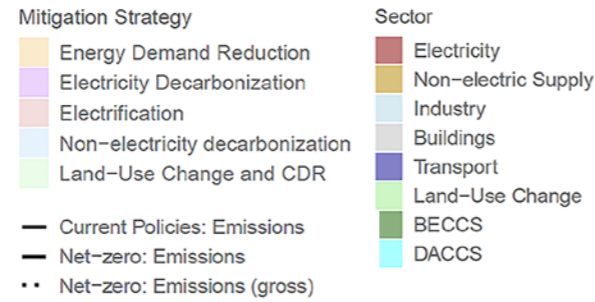 Mitigation Strategy
Energy Demand Reduction
Electricity Decarbonization
Electrification
Non−electricity decarbonization
Land−Use Change and CDR
Current Policies: Emissions
Net−zero: Emissions
Net−zero: Emissions (gross)
Sector
Electricity
Non−electric Supply
Industry
Buildings
Transport
Land−Use Change
BECCS
DACCS